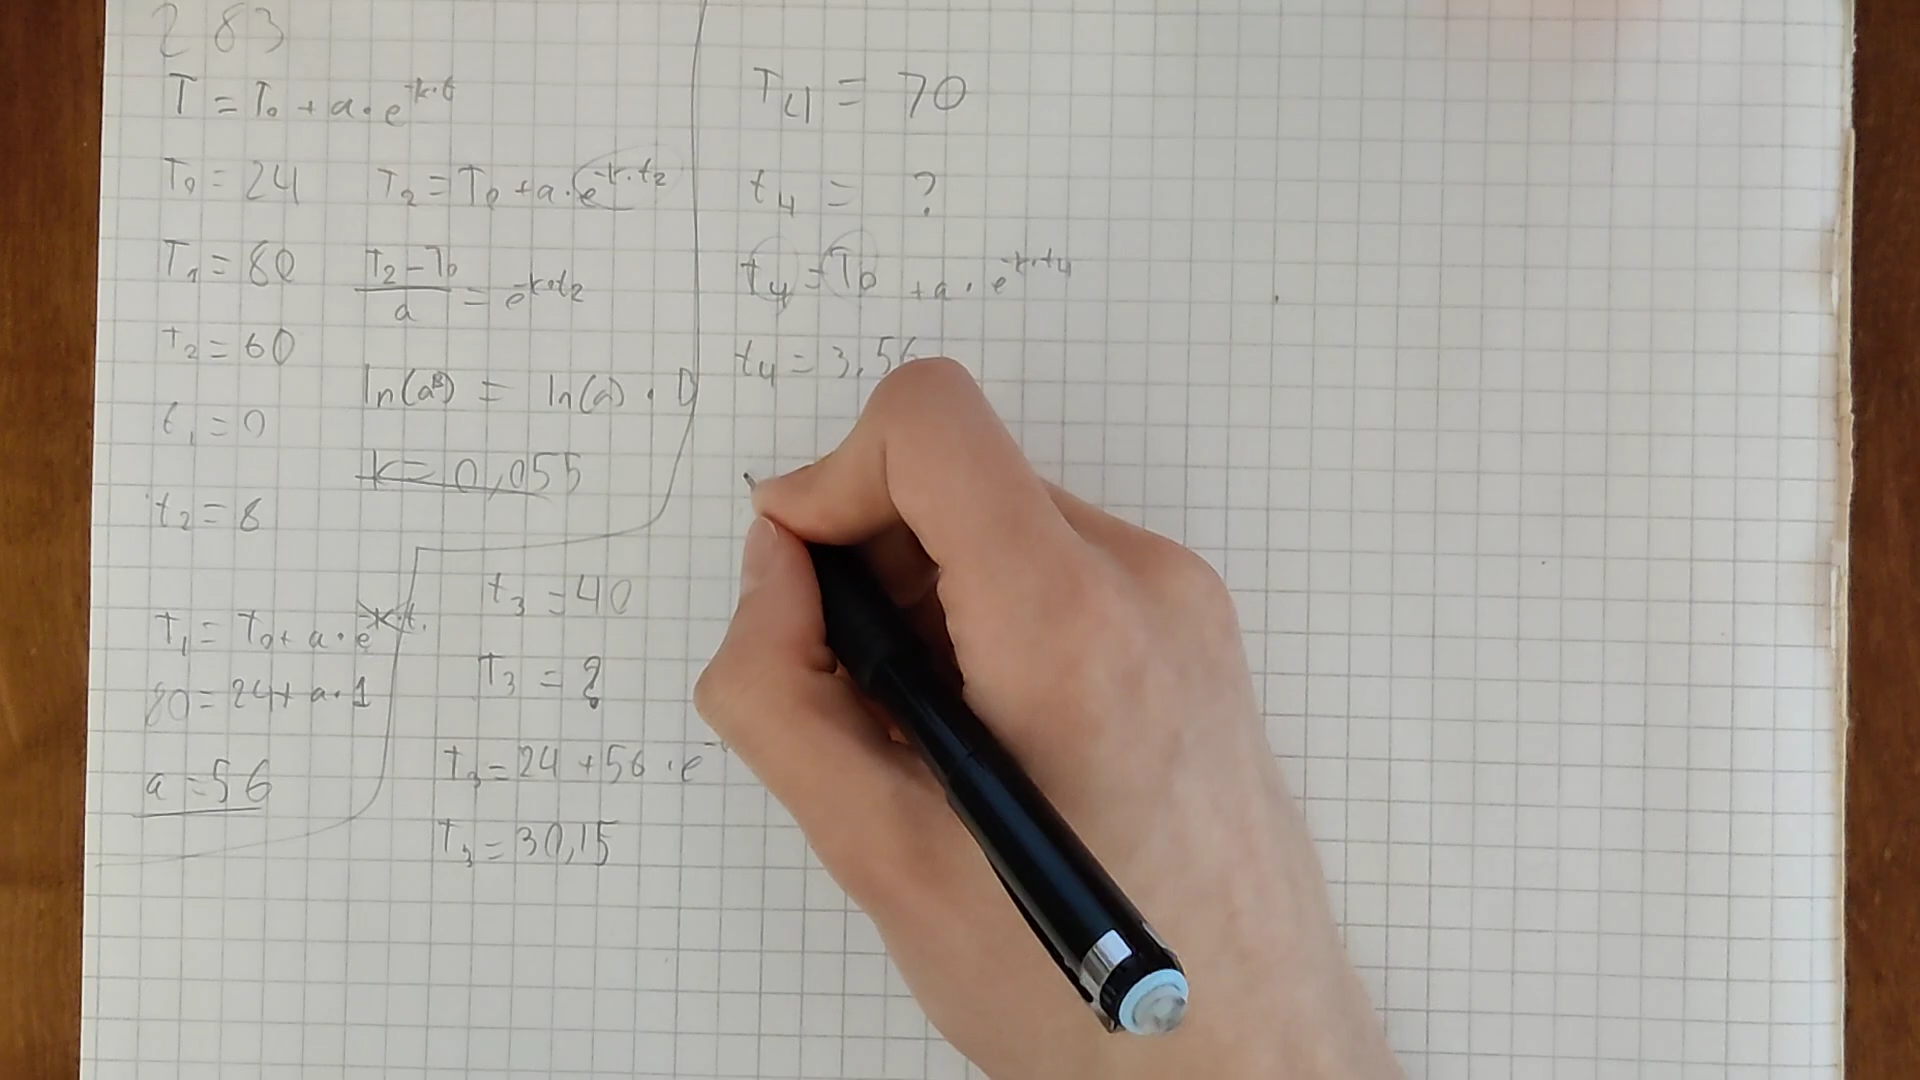 283
T = T₀ + a · e^-k·t
T₀ = 24
T₁ = 80
T₂ = 60
t₁ = 0
t₂ = 8
T₁ = T₀ + a · e^-k·t₁
80 = 24 + a · 1
a = 56
T₂ = T₀ + a · e^-k·t₂
(T₂ - T₀)/a = e^-k·t₂
ln(aᴮ) = ln(a) ·
k = 0,055
t₃ = 40
T₃ = ?
T₃ = 24 + 56 · e^-
T₃ = 30,15
T₄ = 70
t₄ = ?
t₄ = T₀ + a · e^-k·t₄
t₄ = 3,56